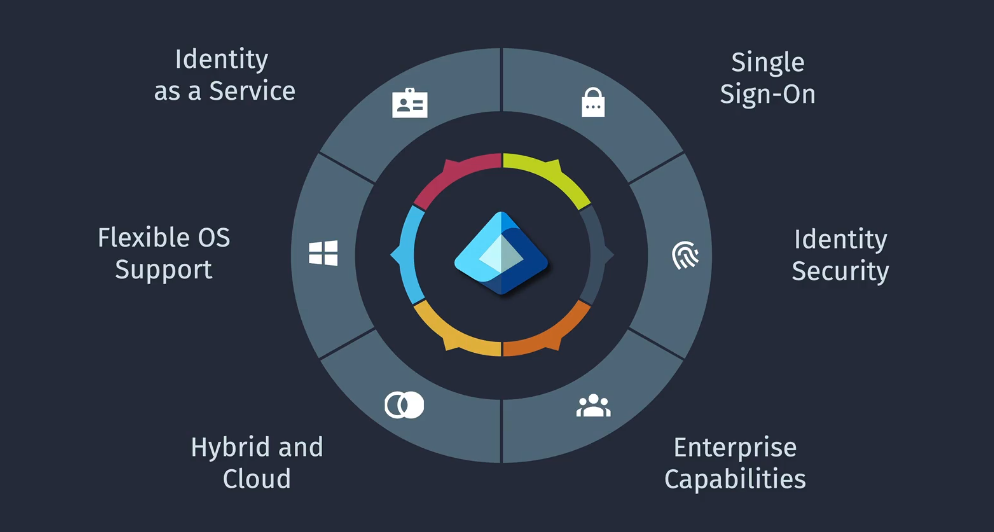 Identity
as a Service
Single
Sign-On
Flexible OS
Support
Identity
Security
Hybrid and
Cloud
Enterprise
Capabilities